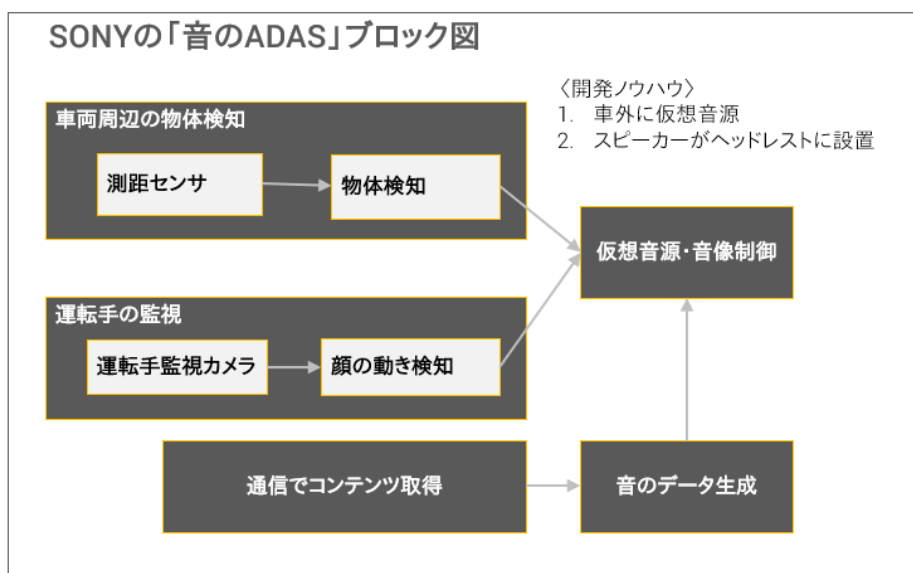 SONYの「音のADAS」ブロック図
〈開発ノウハウ〉
1. 車外に仮想音源
2. スピーカーがヘッドレストに設置
車両周辺の物体検知
測距センサ
物体検知
仮想音源・音像制御
運転手の監視
運転手監視カメラ
顔の動き検知
通信でコンテンツ取得
音のデータ生成